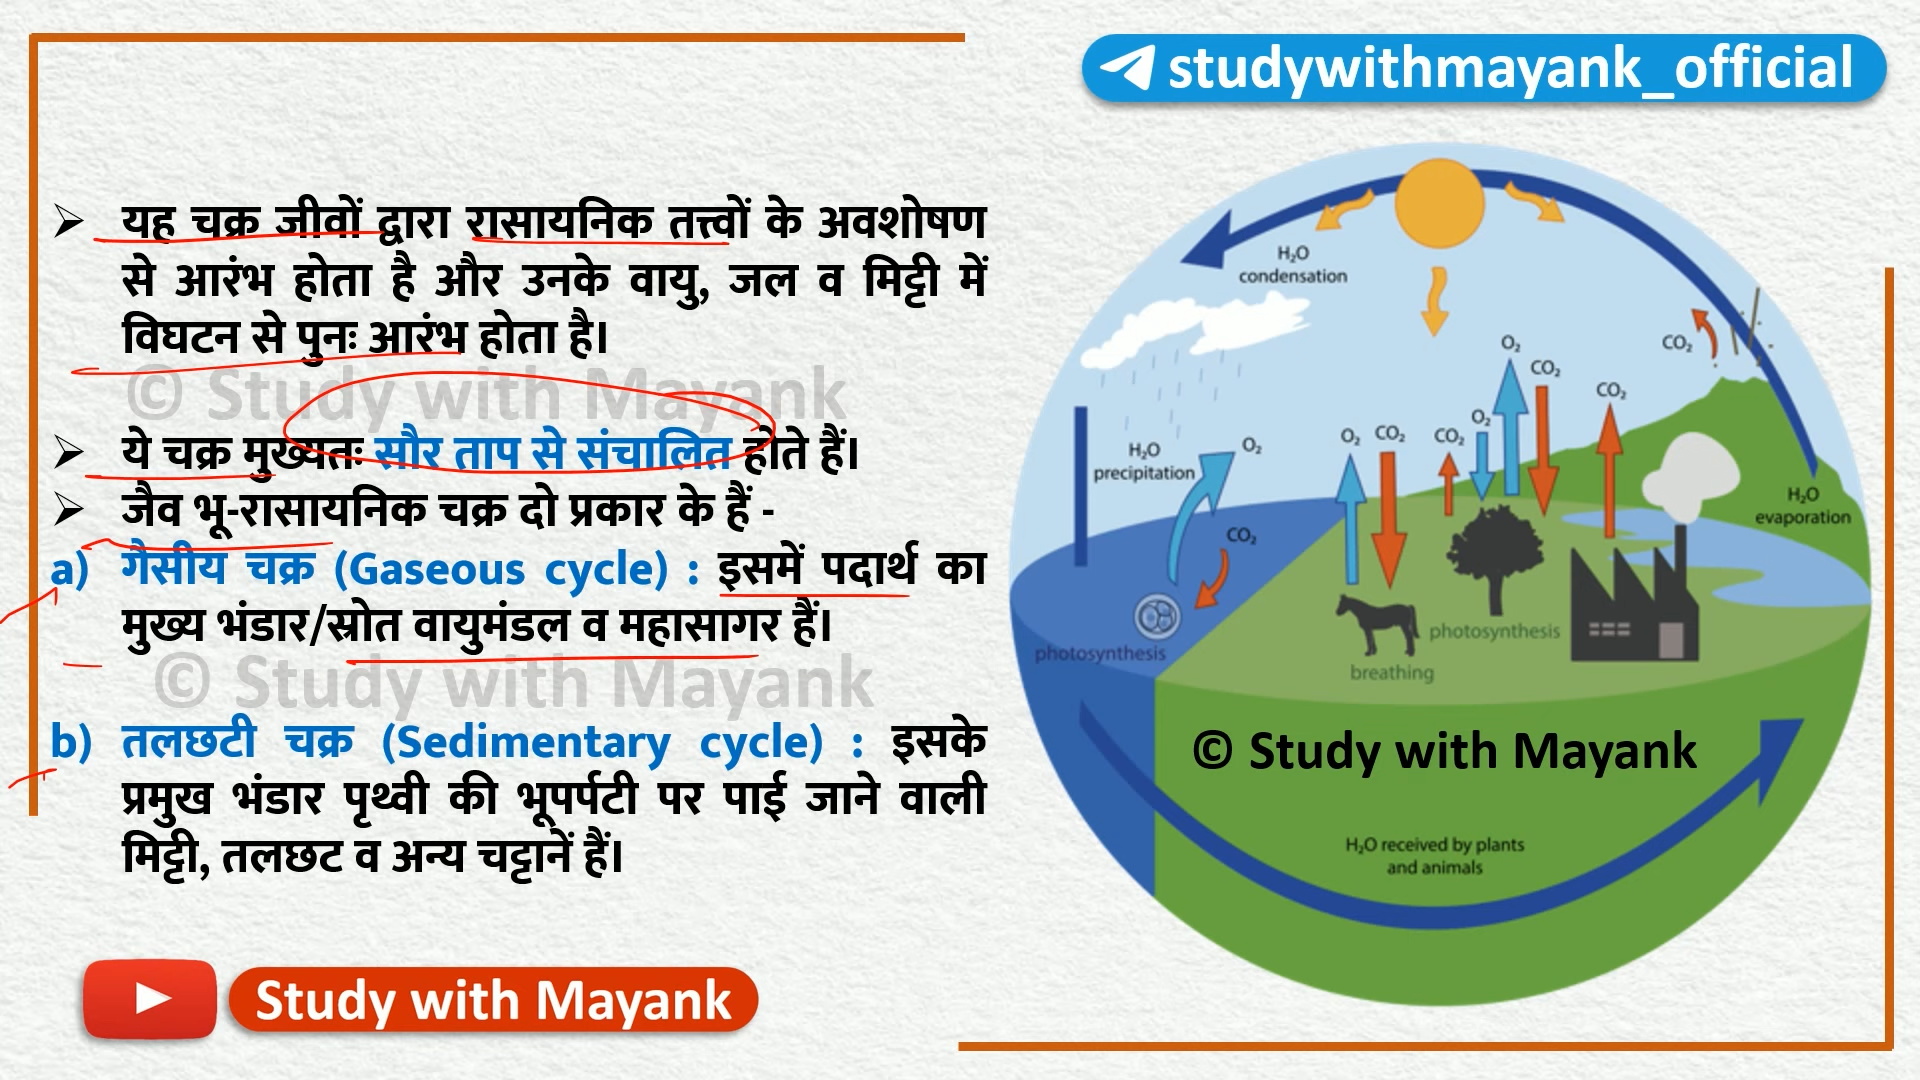 studywithmayank_official
यह चक्र जीवों द्वारा रासायनिक तत्त्वों के अवशोषण
से आरंभ होता है और उनके वायु, जल व मिट्टी में
विघटन से पुनः आरंभ होता है।
© Study with Mayank
ये चक्र मुख्यतः सौर ताप से संचालित होते हैं।
जैव भू-रासायनिक चक्र दो प्रकार के हैं -
a) गैसीय चक्र (Gaseous cycle) : इसमें पदार्थ का
मुख्य भंडार/स्रोत वायुमंडल व महासागर हैं।
© Study with Mayank
b) तलछटी चक्र (Sedimentary cycle) : इसके
प्रमुख भंडार पृथ्वी की भूपर्पटी पर पाई जाने वाली
मिट्टी, तलछट व अन्य चट्टानें हैं।
Study with Mayank
H₂O
condensation
CO₂
O₂
CO₂
CO₂
O₂
O₂
CO₂
CO₂
H₂O
precipitation
O₂
H₂O
evaporation
CO₂
photosynthesis
photosynthesis
breathing
© Study with Mayank
H₂O received by plants
and animals